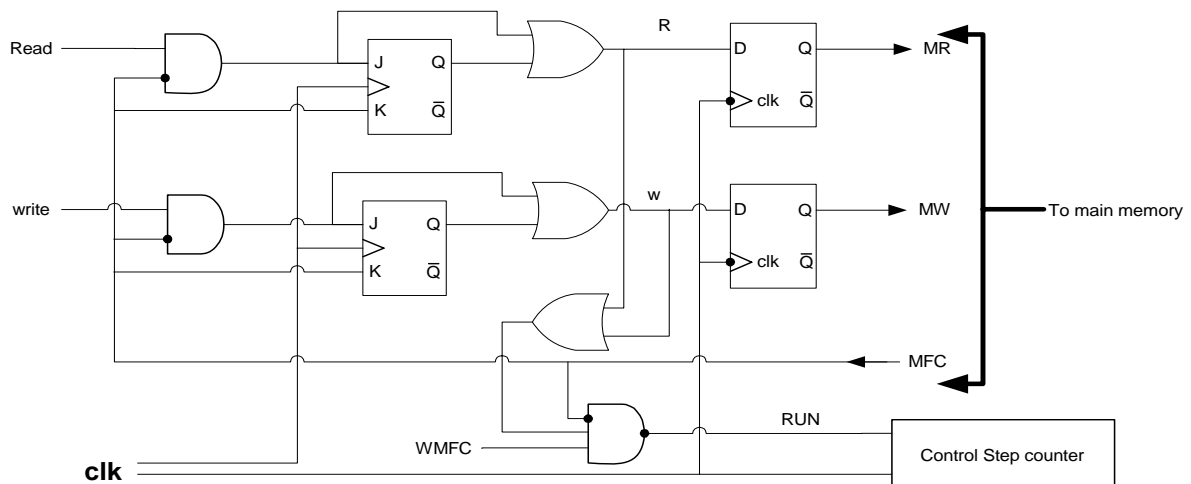 Read
J
Q
K
Q̅
R
D
Q
clk
Q̅
MR
write
J
Q
K
Q̅
w
D
Q
clk
Q̅
MW
To main memory
MFC
WMFC
RUN
clk
Control Step counter